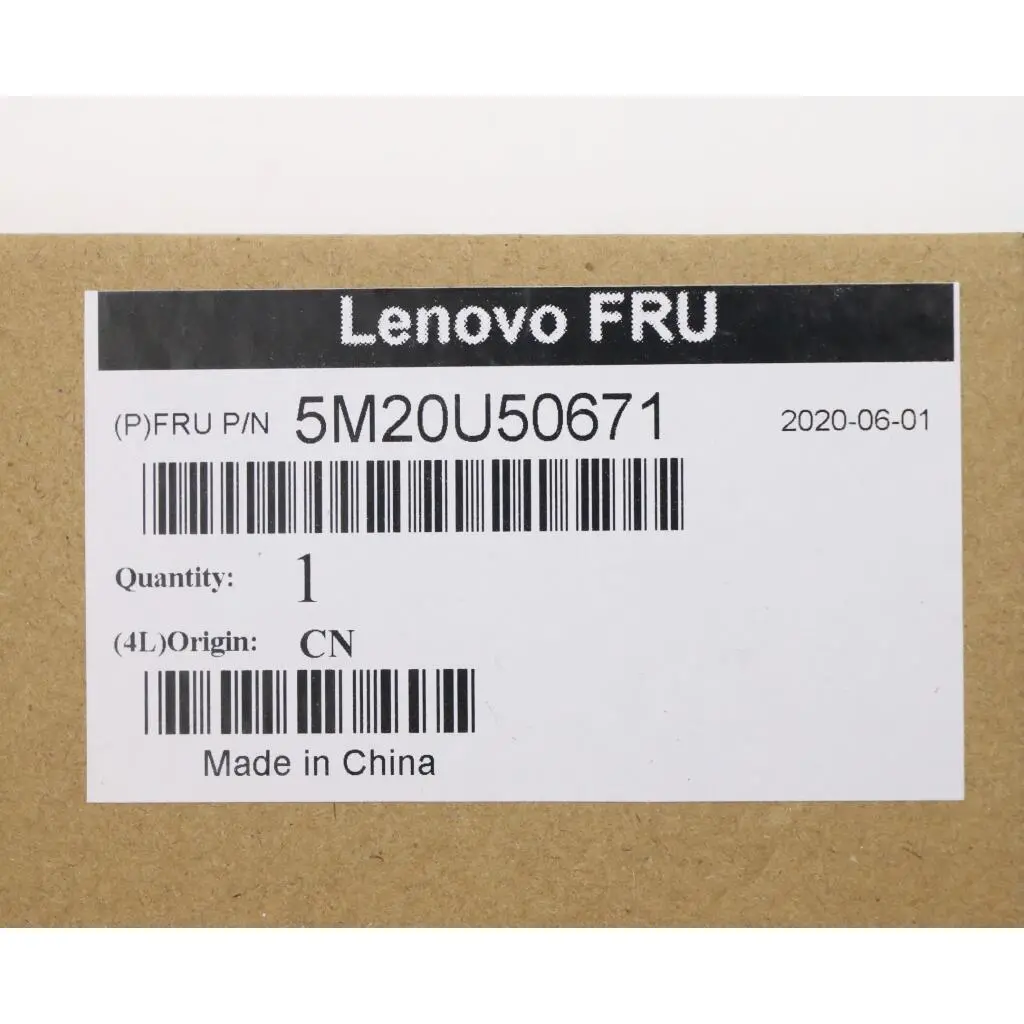 Lenovo FRU
(P)FRU P/N 5M20U50671 2020-06-01
Quantity: 1
(4L)Origin: CN
Made in China